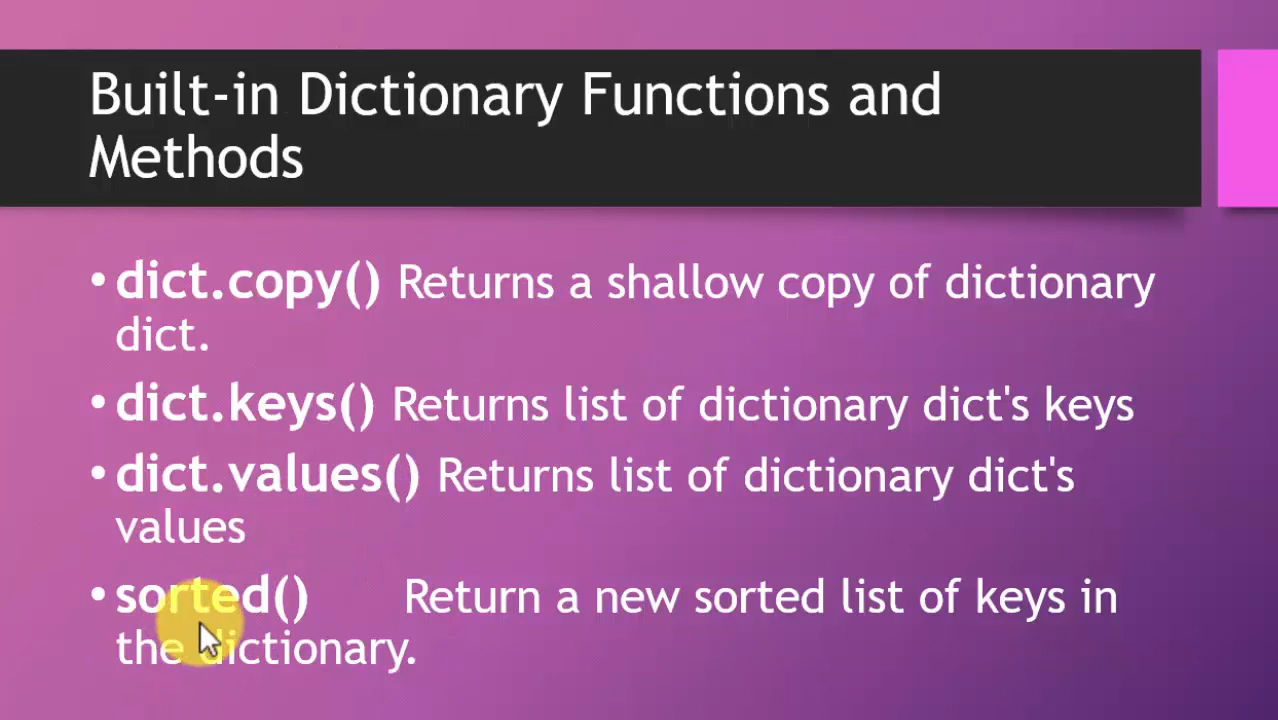 Built-in Dictionary Functions and
Methods
• dict.copy() Returns a shallow copy of dictionary
dict.
• dict.keys() Returns list of dictionary dict's keys
• dict.values() Returns list of dictionary dict's
values
• sorted() Return a new sorted list of keys in
the dictionary.